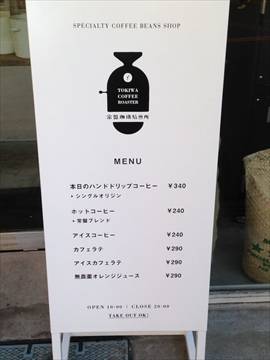 SPECIALTY COFFEE BEANS SHOP
TOKIWA
COFFEE
ROASTER
常盤珈琲焙煎所
MENU
本日のハンドドリップコーヒー ¥340
+ シングルオリジン
ホットコーヒー ¥240
+ 常盤ブレンド
アイスコーヒー ¥240
カフェラテ ¥290
アイスカフェラテ ¥290
無農薬オレンジジュース ¥290
OPEN 10:00 / CLOSE 20:00
TAKE OUT OK!